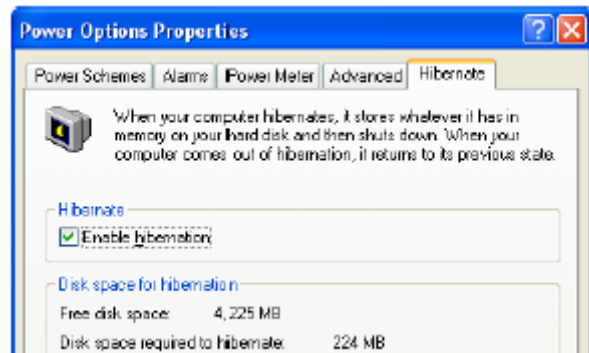 Power Options Properties
Power Schemes Alarms Power Meter Advanced Hibernate
When your computer hibernates, it stores whatever it has in
memory on your hard disk and then shuts down. When your
computer comes out of hibernation, it returns to its previous state.
Hibernate
Enable hibernation
Disk space for hibernation
Free disk space: 4,225 MB
Disk space required to hibernate: 224 MB